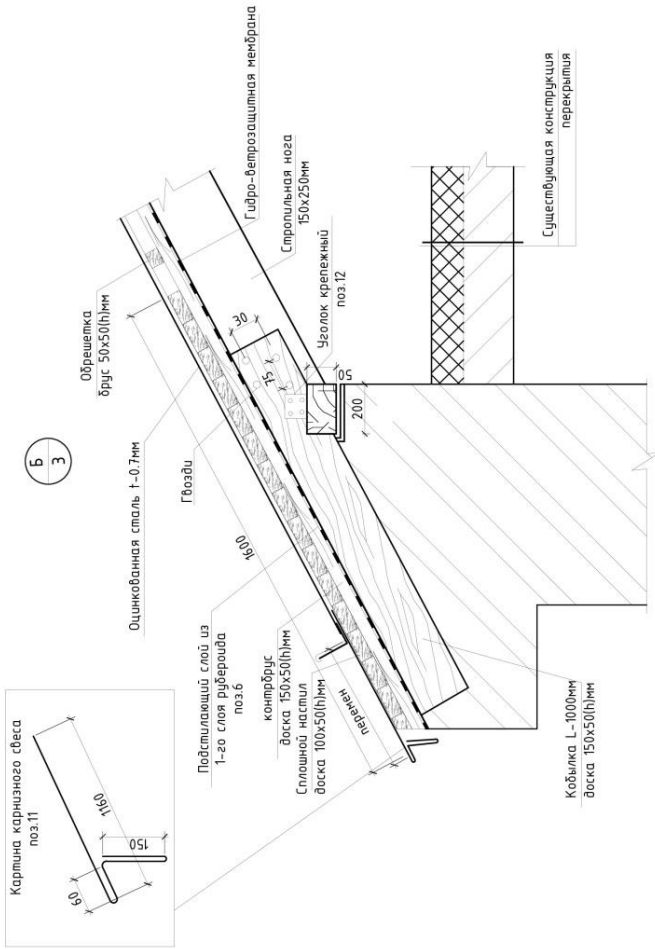 Картина карнизного свеса
поз.11
1160
60
150
Б
3
Оцинкованная сталь t-0.7мм
Обрешетка
брус 50х50(h)мм
Гидро-ветрозащитная мембрана
Стропильная нога
150х250мм
Уголок крепежный
поз.12
Гвозди
30
75
50
200
1600
перемен
Подстилающий слой из
1-го слоя рубероида
поз.6
контрбрус
доска 150х50(h)мм
Сплошной настил
доска 100х50(h)мм
Кобылка L-1000мм
доска 150х50(h)мм
Существующая конструкция
перекрытия